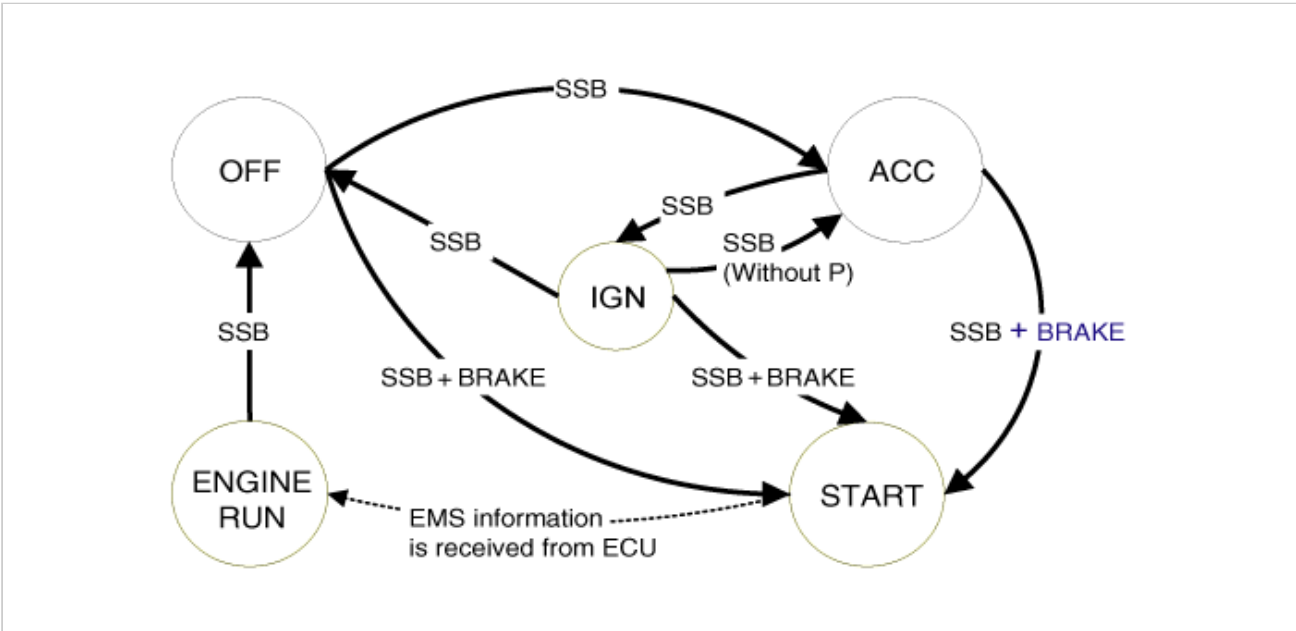 SSB
OFF
ACC
SSB
SSB
SSB
(Without P)
IGN
SSB
SSB + BRAKE
SSB + BRAKE
SSB + BRAKE
ENGINE
RUN
START
EMS information
is received from ECU